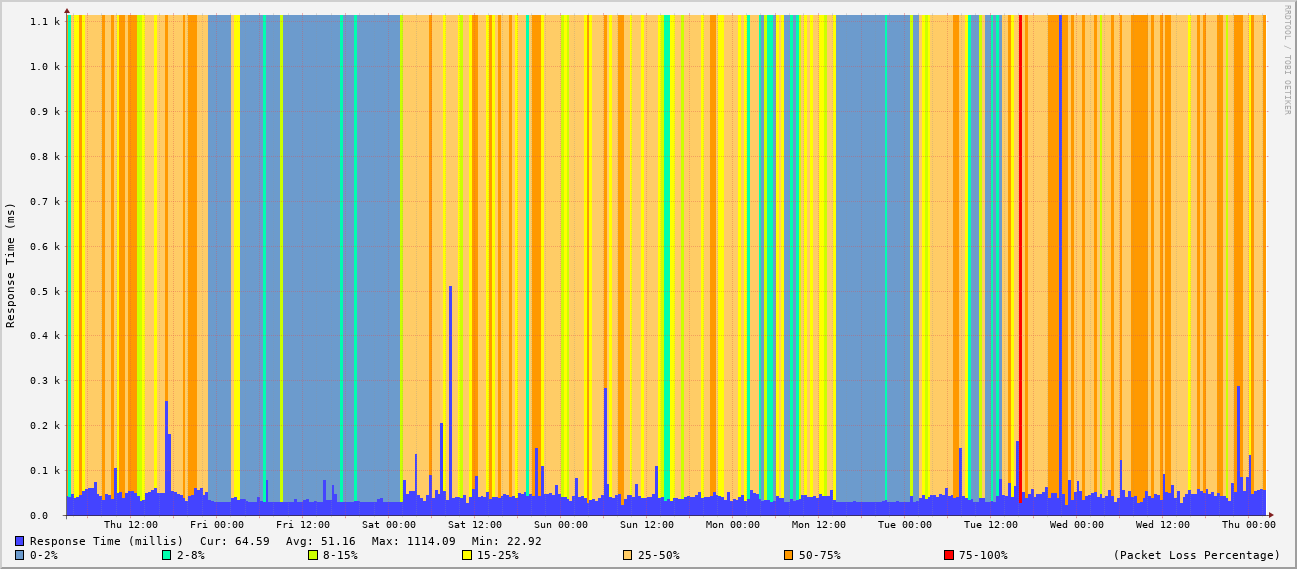 RRDTOOL / TOBI OETIKER
Response Time (ms)
1.1 k
1.0 k
0.9 k
0.8 k
0.7 k
0.6 k
0.5 k
0.4 k
0.3 k
0.2 k
0.1 k
0.0
Thu 12:00 Fri 00:00 Fri 12:00 Sat 00:00 Sat 12:00 Sun 00:00 Sun 12:00 Mon 00:00 Mon 12:00 Tue 00:00 Tue 12:00 Wed 00:00 Wed 12:00 Thu 00:00
Response Time (millis) Cur: 64.59 Avg: 51.16 Max: 1114.09 Min: 22.92
0-2% 2-8% 8-15% 15-25% 25-50% 50-75% 75-100% (Packet Loss Percentage)